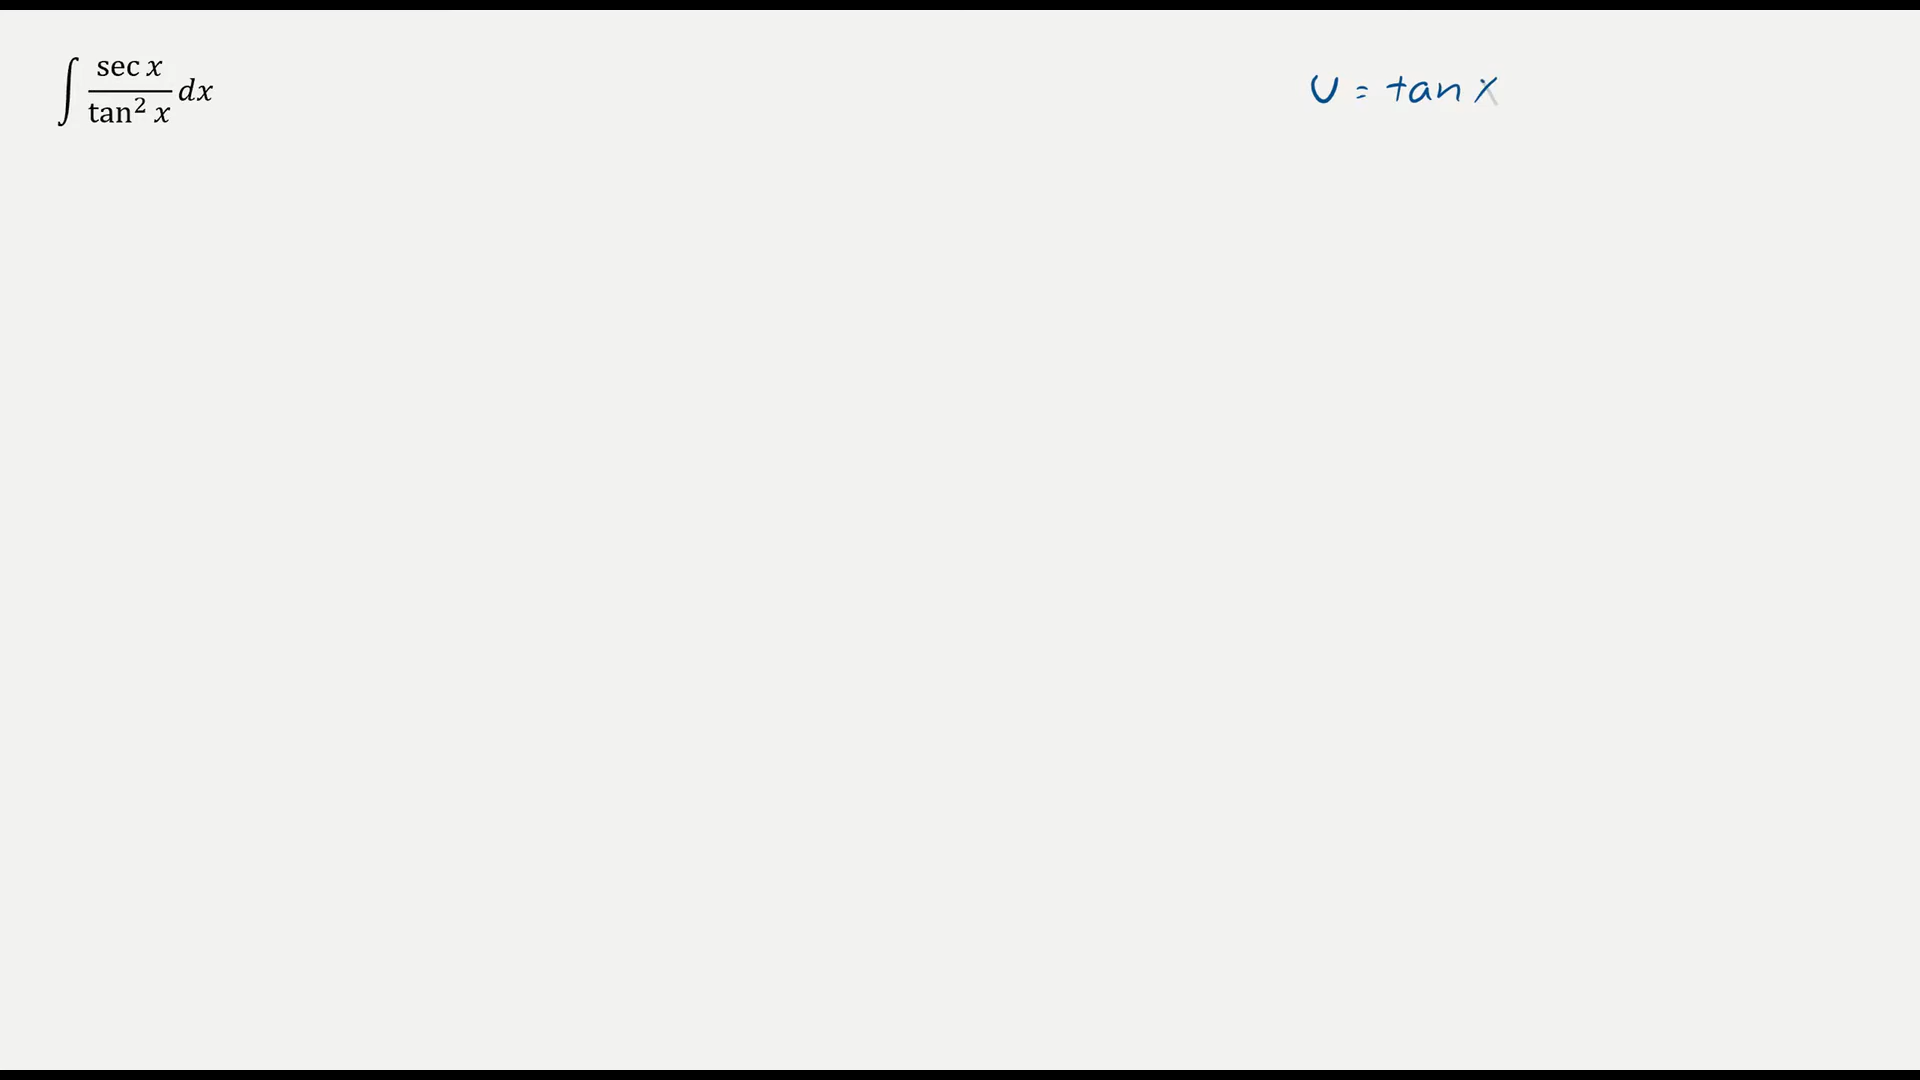 ∫ sec x / tan² x dx
U = tan x